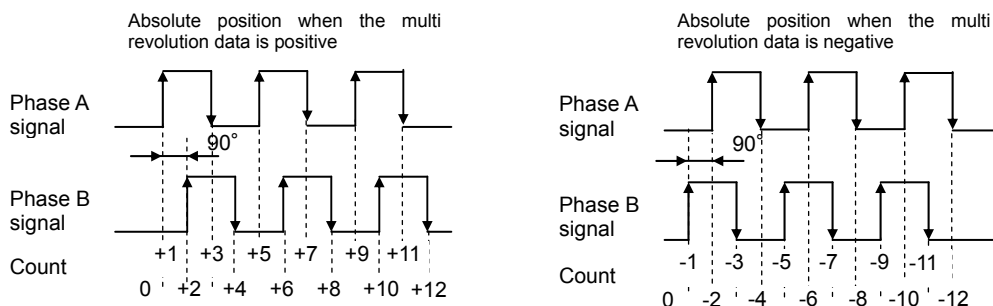 Absolute position when the multi
revolution data is positive
Phase A
signal
90°
Phase B
signal
+1 +3 +5 +7 +9 +11
Count
0 +2 +4 +6 +8 +10 +12
Absolute position when the multi
revolution data is negative
Phase A
signal
90°
Phase B
signal
-1 -3 -5 -7 -9 -11
Count
0 -2 -4 -6 -8 -10 -12